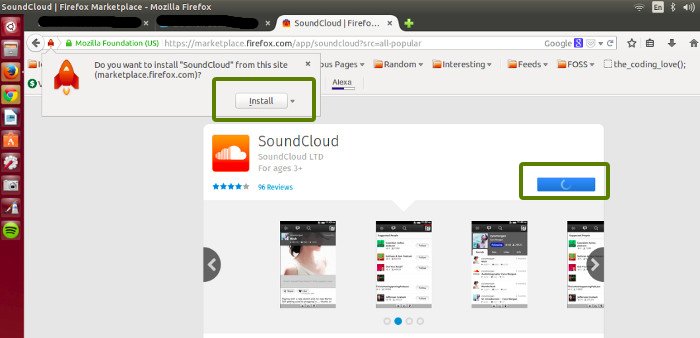 SoundCloud | Firefox Marketplace - Mozilla Firefox
En
SoundCloud | Firefo...
Mozilla Foundation (US)
https://marketplace.firefox.com/app/soundcloud?src=all-popular
Google
ous Pages
Random
Interesting
Feeds
FOSS
the_coding_love();
Alexa
Do you want to install "SoundCloud" from this site
(marketplace.firefox.com)?
Install
SoundCloud
SoundCloud LTD
For ages 3+
96 Reviews